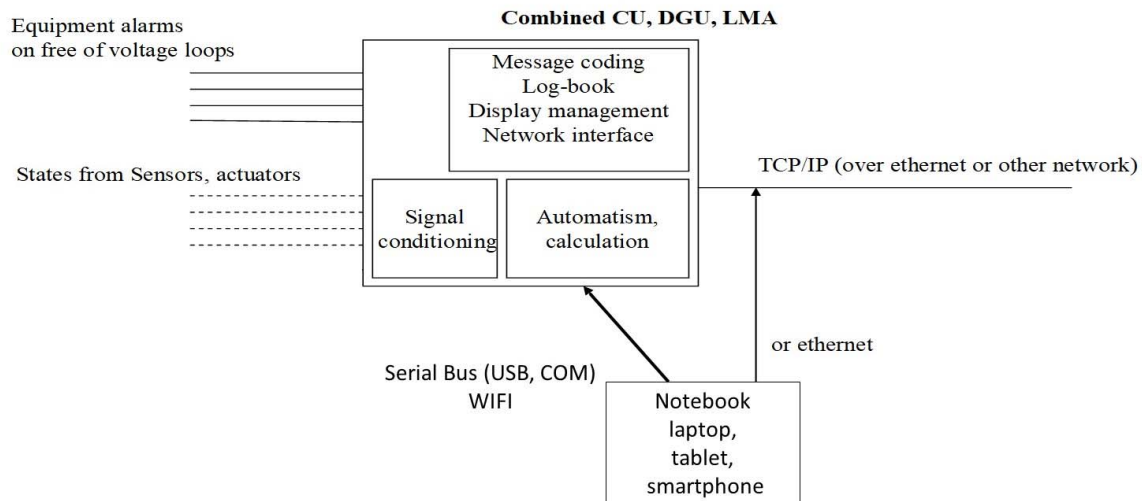 Combined CU, DGU, LMA
Equipment alarms
on free of voltage loops
Message coding
Log-book
Display management
Network interface
States from Sensors, actuators
TCP/IP (over ethernet or other network)
Signal
conditioning
Automatism,
calculation
or ethernet
Serial Bus (USB, COM)
WIFI
Notebook
laptop,
tablet,
smartphone